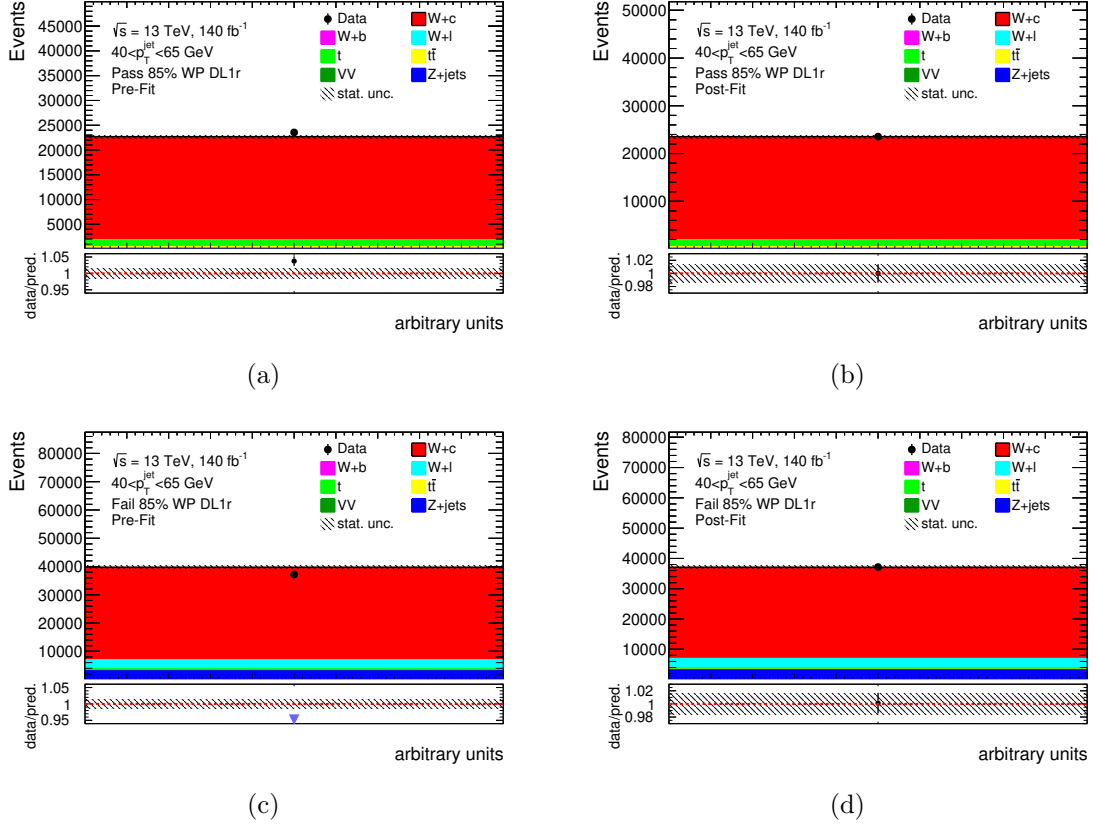 Events
45000
40000
35000
30000
25000
20000
15000
10000
5000
√s = 13 TeV, 140 fb⁻¹
40<p_T^jet<65 GeV
Pass 85% WP DL1r
Pre-Fit
Data
W+c
W+b
W+l
t
tt̄
VV
Z+jets
stat. unc.
data/pred.
1.05
1
0.95
arbitrary units
(a)
Events
50000
40000
30000
20000
10000
√s = 13 TeV, 140 fb⁻¹
40<p_T^jet<65 GeV
Pass 85% WP DL1r
Post-Fit
Data
W+c
W+b
W+l
t
tt̄
VV
Z+jets
stat. unc.
data/pred.
1.02
1
0.98
arbitrary units
(b)
Events
80000
70000
60000
50000
40000
30000
20000
10000
√s = 13 TeV, 140 fb⁻¹
40<p_T^jet<65 GeV
Fail 85% WP DL1r
Pre-Fit
Data
W+c
W+b
W+l
t
tt̄
VV
Z+jets
stat. unc.
data/pred.
1.05
1
0.95
arbitrary units
(c)
Events
80000
70000
60000
50000
40000
30000
20000
10000
√s = 13 TeV, 140 fb⁻¹
40<p_T^jet<65 GeV
Fail 85% WP DL1r
Post-Fit
Data
W+c
W+b
W+l
t
tt̄
VV
Z+jets
stat. unc.
data/pred.
1.02
1
0.98
arbitrary units
(d)